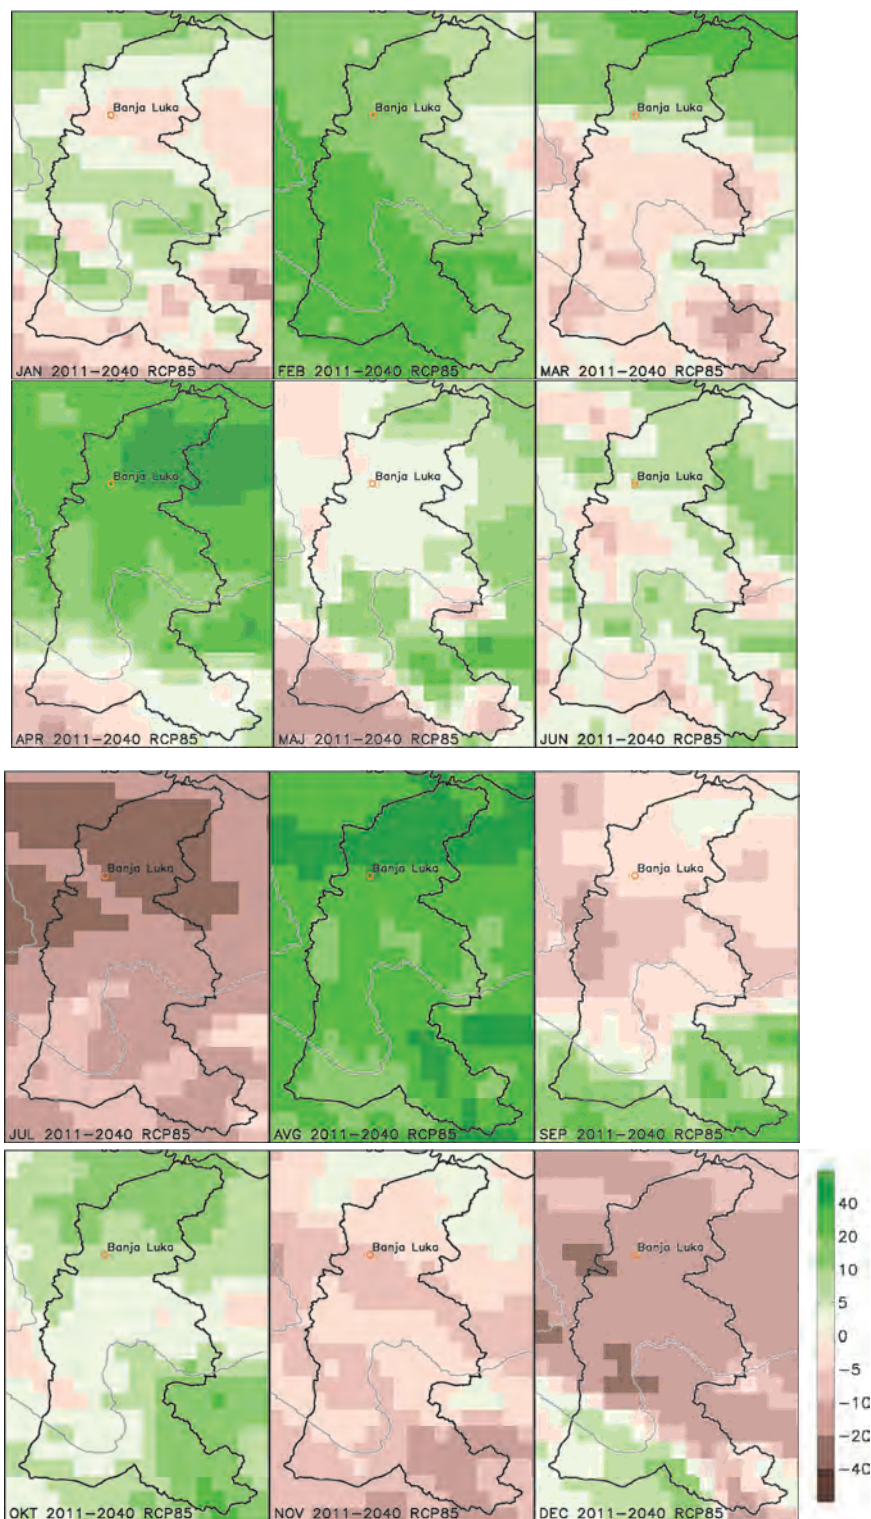 Banja Luka
Banja Luka
Banja Luka
JAN 2011-2040 RCP85
FEB 2011-2040 RCP85
MAR 2011-2040 RCP85
Banja Luka
Banja Luka
Banja Luka
APR 2011-2040 RCP85
MAJ 2011-2040 RCP85
JUN 2011-2040 RCP85
Banja Luka
Banja Luka
Banja Luka
JUL 2011-2040 RCP85
AVG 2011-2040 RCP85
SEP 2011-2040 RCP85
Banja Luka
Banja Luka
Banja Luka
OKT 2011-2040 RCP85
NOV 2011-2040 RCP85
DEC 2011-2040 RCP85
40
20
10
5
0
-5
-10
-20
-40